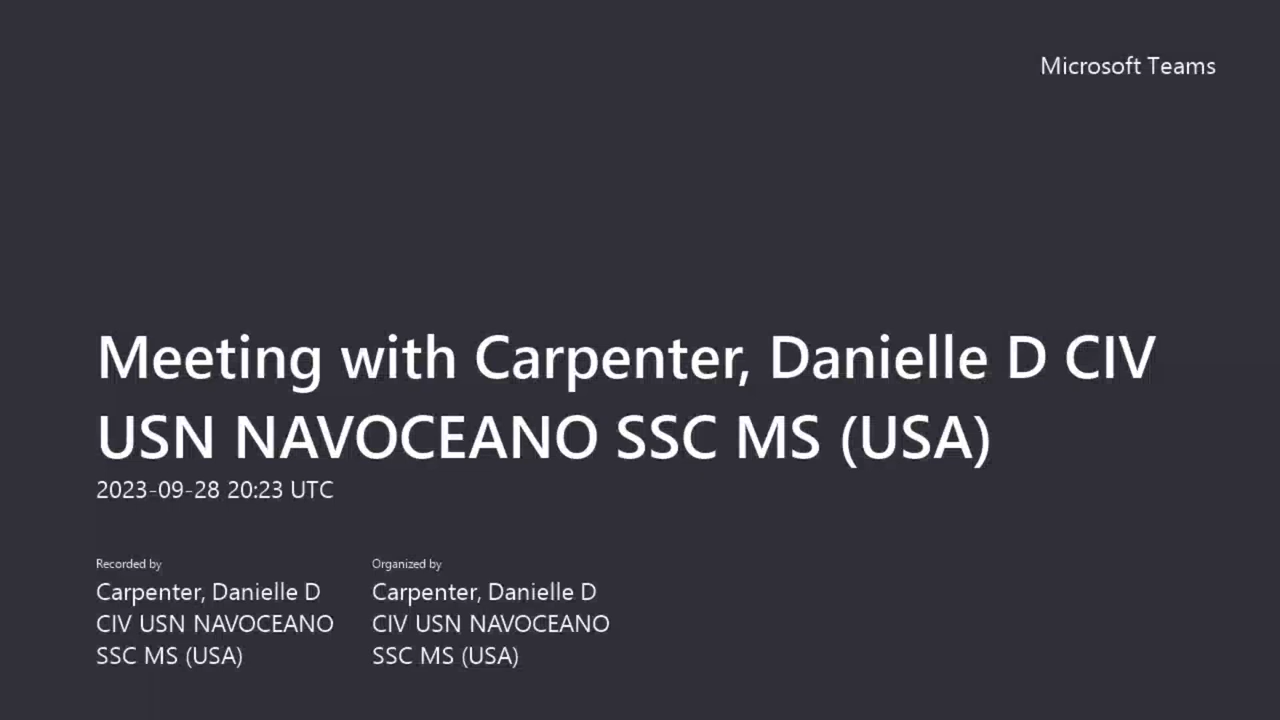 Microsoft Teams
Meeting with Carpenter, Danielle D CIV
USN NAVOCEANO SSC MS (USA)
2023-09-28 20:23 UTC
Recorded by
Carpenter, Danielle D
CIV USN NAVOCEANO
SSC MS (USA)
Organized by
Carpenter, Danielle D
CIV USN NAVOCEANO
SSC MS (USA)